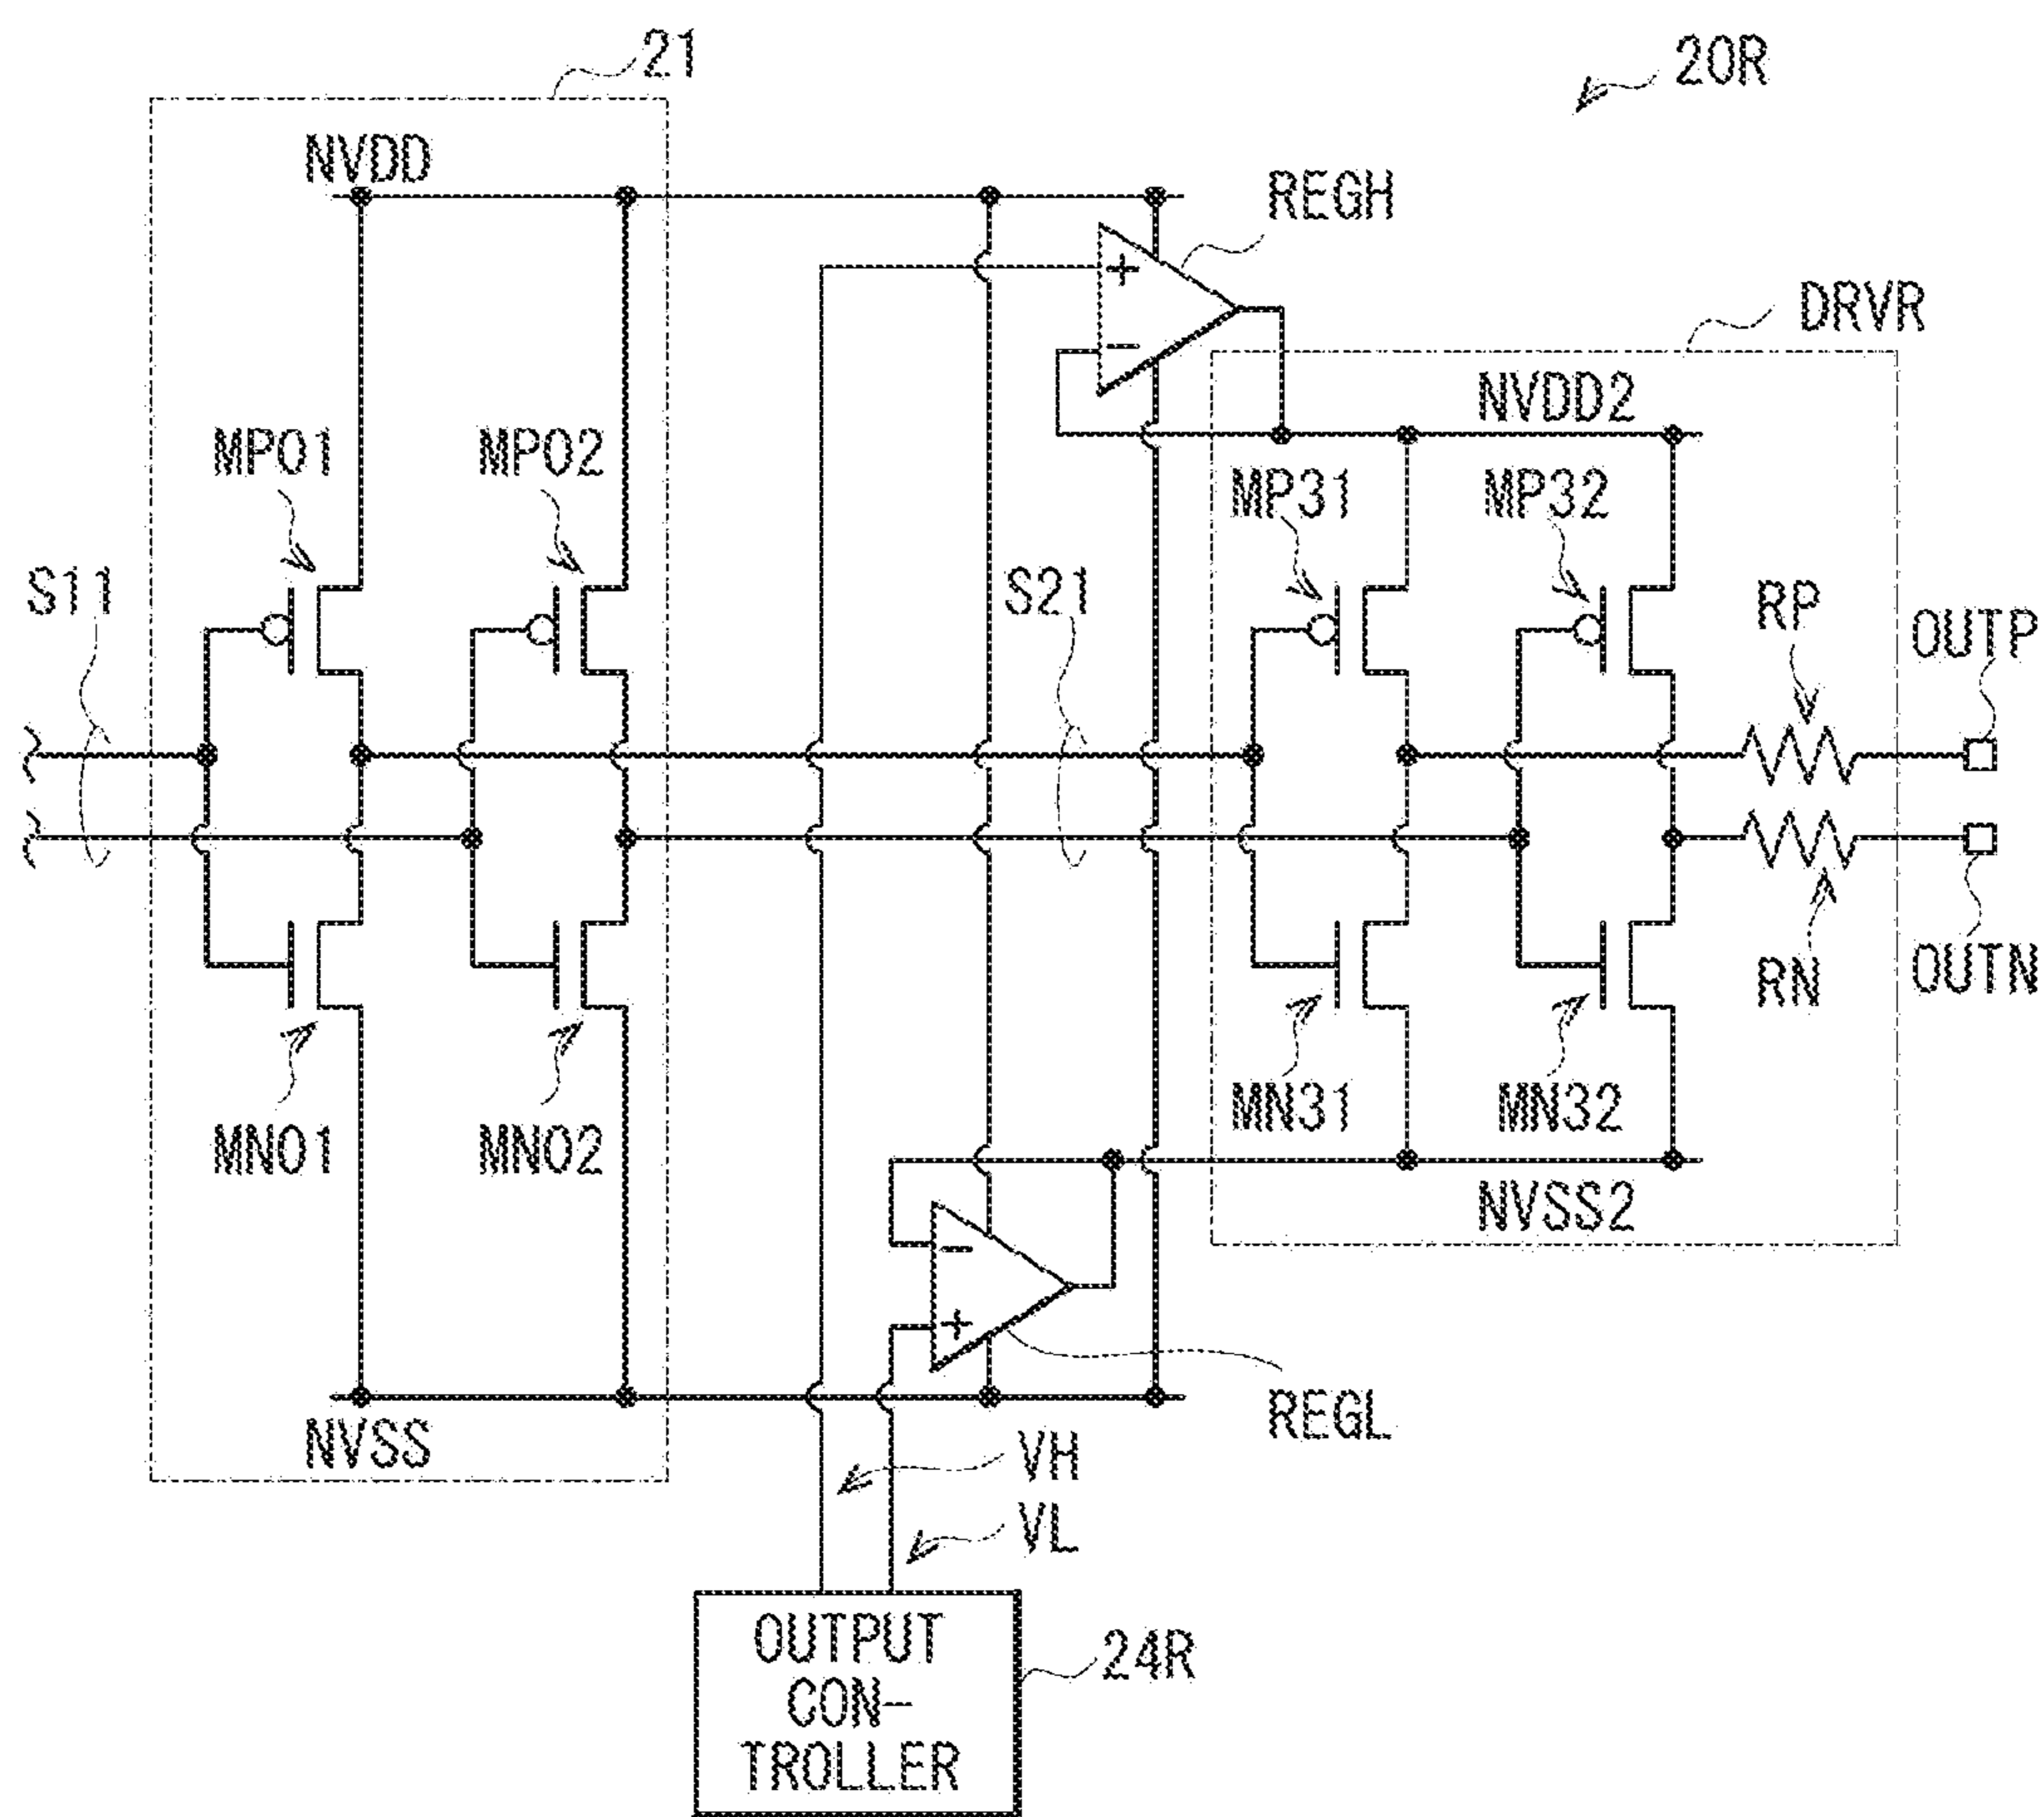 21
20R
NVDD
REGH
DRVR
NVDD2
MP01
MP02
MP31
MP32
S11
S21
RP
OUTP
+
−
RN
OUTN
MN01
MN02
MN31
MN32
NVSS2
−
+
NVSS
REGL
VH
VL
OUTPUT
CON-
TROLLER
24R